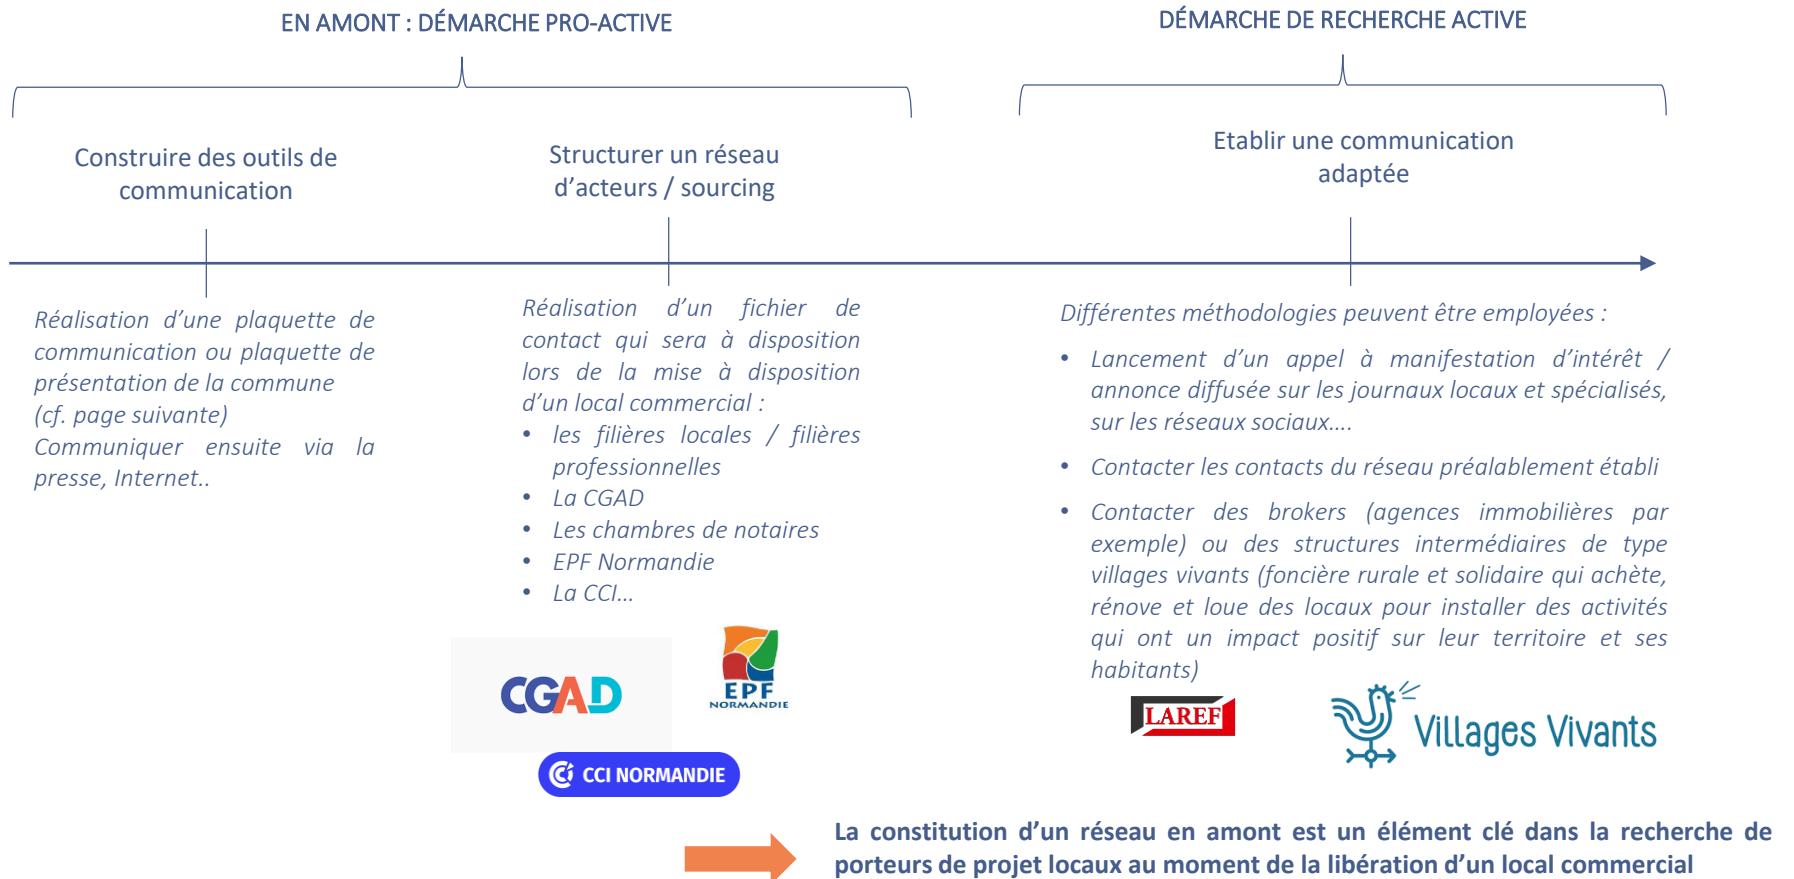 EN AMONT : DÉMARCHE PRO-ACTIVE
DÉMARCHE DE RECHERCHE ACTIVE
Construire des outils de
communication
Structurer un réseau
d’acteurs / sourcing
Etablir une communication
adaptée
Réalisation d’une plaquette de
communication ou plaquette de
présentation de la commune
(cf. page suivante)
Communiquer ensuite via la
presse, Internet..
Réalisation d’un fichier de
contact qui sera à disposition
lors de la mise à disposition
d’un local commercial :
• les filières locales / filières
professionnelles
• La CGAD
• Les chambres de notaires
• EPF Normandie
• La CCI…
Différentes méthodologies peuvent être employées :
• Lancement d’un appel à manifestation d’intérêt /
annonce diffusée sur les journaux locaux et spécialisés,
sur les réseaux sociaux….
• Contacter les contacts du réseau préalablement établi
• Contacter des brokers (agences immobilières par
exemple) ou des structures intermédiaires de type
villages vivants (foncière rurale et solidaire qui achète,
rénove et loue des locaux pour installer des activités
qui ont un impact positif sur leur territoire et ses
habitants)
CGAD
EPF
NORMANDIE
CCI NORMANDIE
LAREF
Villages Vivants
La constitution d’un réseau en amont est un élément clé dans la recherche de
porteurs de projet locaux au moment de la libération d’un local commercial